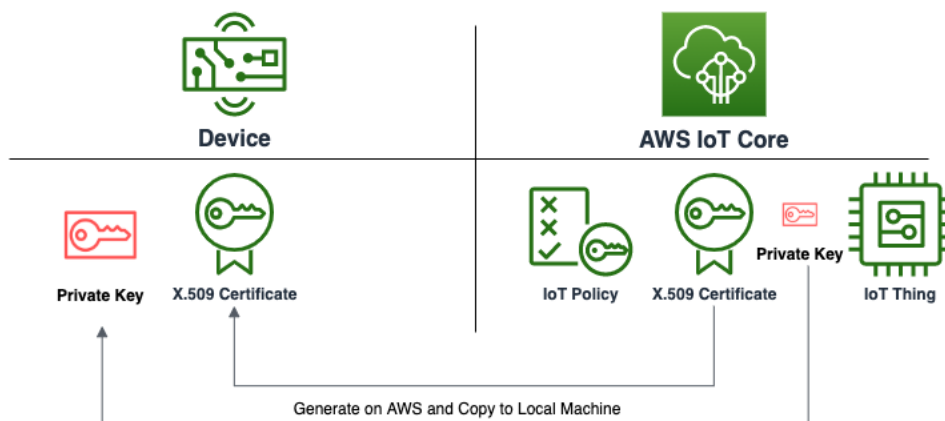 Device
AWS IoT Core
Private Key
X.509 Certificate
IoT Policy
X.509 Certificate
Private Key
IoT Thing
Generate on AWS and Copy to Local Machine